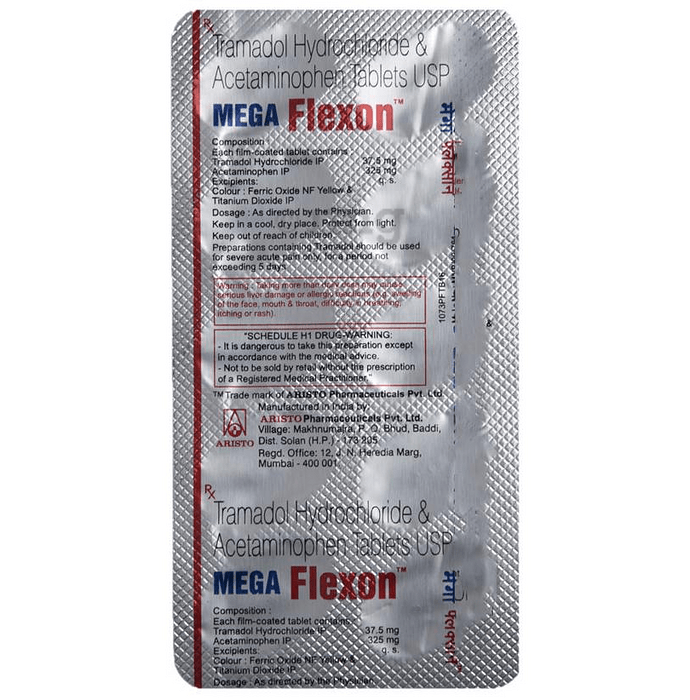 Rx
Tramadol Hydrochloride &
Acetaminophen Tablets USP
MEGA Flexon™
Composition :
Each film-coated tablet contains
Tramadol Hydrochloride IP 37.5 mg
Acetaminophen IP 325 mg
Excipients: q. s.
Colour : Ferric Oxide NF Yellow &
Titanium Dioxide IP
Dosage : As directed by the Physician.
Keep in a cool, dry place. Protect from light.
Keep out of reach of children.
Preparations containing Tramadol should be used
for severe acute pain only, for a period not
exceeding 5 days
Warning : Taking more than daily dose may cause
serious liver damage or allergic reactions (e.g. swelling
of the face, mouth & throat, difficulty in breathing,
itching or rash).
"SCHEDULE H1 DRUG-WARNING:
- It is dangerous to take this preparation except
in accordance with the medical advice.
- Not to be sold by retail without the prescription
of a Registered Medical Practitioner."
™Trade mark of ARISTO Pharmaceuticals Pvt. Ltd
Manufactured in India by:
ARISTO Pharmaceuticals Pvt. Ltd.
Village: Makhnumajra, P. O. Bhud, Baddi,
Dist. Solan (H.P.) - 173 205
Regd. Office: 12, J. N. Heredia Marg,
Mumbai - 400 001.
ARISTO
1073PFTB16
मेगा फ्लेक्सॉन
&
Rx
Tramadol Hydrochloride &
Acetaminophen Tablets USP
MEGA Flexon™
Composition :
Each film-coated tablet contains :
Tramadol Hydrochloride IP 37.5 mg
Acetaminophen IP 325 mg
Excipients: q. s.
Colour : Ferric Oxide NF Yellow &
Titanium Dioxide IP
Dosage : As directed by the Physician.
मेगा फ्लेक्सॉन